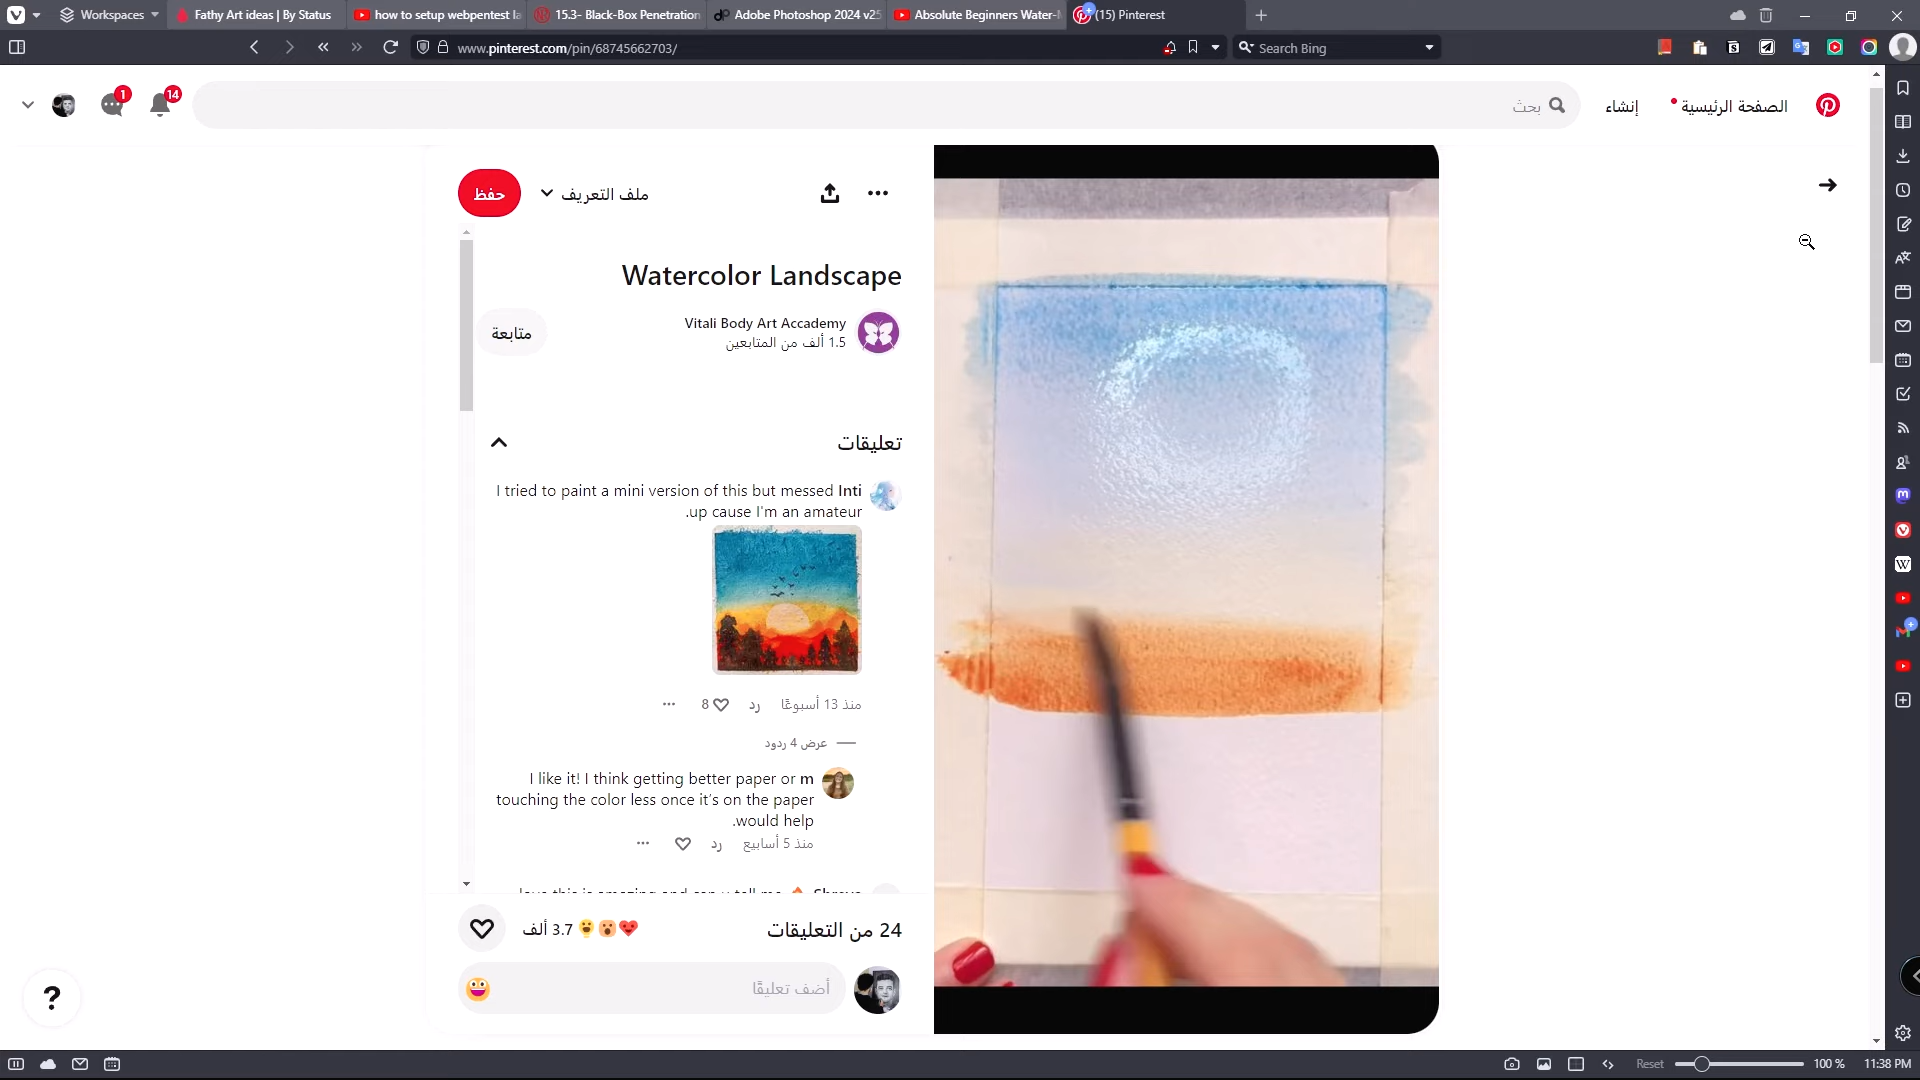 Workspaces
Fathy Art ideas | By Status
how to setup webpentest la
15.3- Black-Box Penetration
Adobe Photoshop 2024 v25
Absolute Beginners Water-
(15) Pinterest
www.pinterest.com/pin/68745662703/
Search Bing
1
14
بحث
إنشاء
الصفحة الرئيسية
حفظ
ملف التعريف
Watercolor Landscape
Vitali Body Art Accademy
1.5 ألف من المتابعين
متابعة
تعليقات
I tried to paint a mini version of this but messed Inti
.up cause I'm an amateur
8 رد منذ 13 أسبوعًا
عرض 4 ردود
I like it! I think getting better paper or m
touching the color less once it's on the paper
.would help
رد منذ 5 أسابيع
24 من التعليقات
3.7 ألف
أضف تعليقًا
?
Reset
100 %
11:38 PM